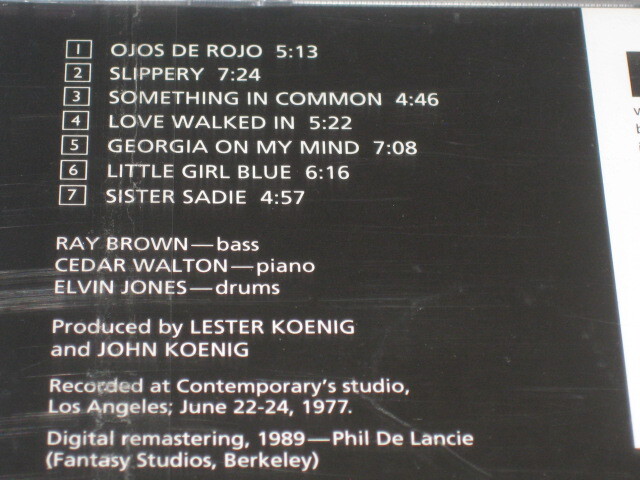 1 OJOS DE ROJO 5:13
2 SLIPPERY 7:24
3 SOMETHING IN COMMON 4:46
4 LOVE WALKED IN 5:22
5 GEORGIA ON MY MIND 7:08
6 LITTLE GIRL BLUE 6:16
7 SISTER SADIE 4:57
RAY BROWN—bass
CEDAR WALTON—piano
ELVIN JONES—drums
Produced by LESTER KOENIG
and JOHN KOENIG
Recorded at Contemporary's studio,
Los Angeles; June 22-24, 1977.
Digital remastering, 1989—Phil De Lancie
(Fantasy Studios, Berkeley)